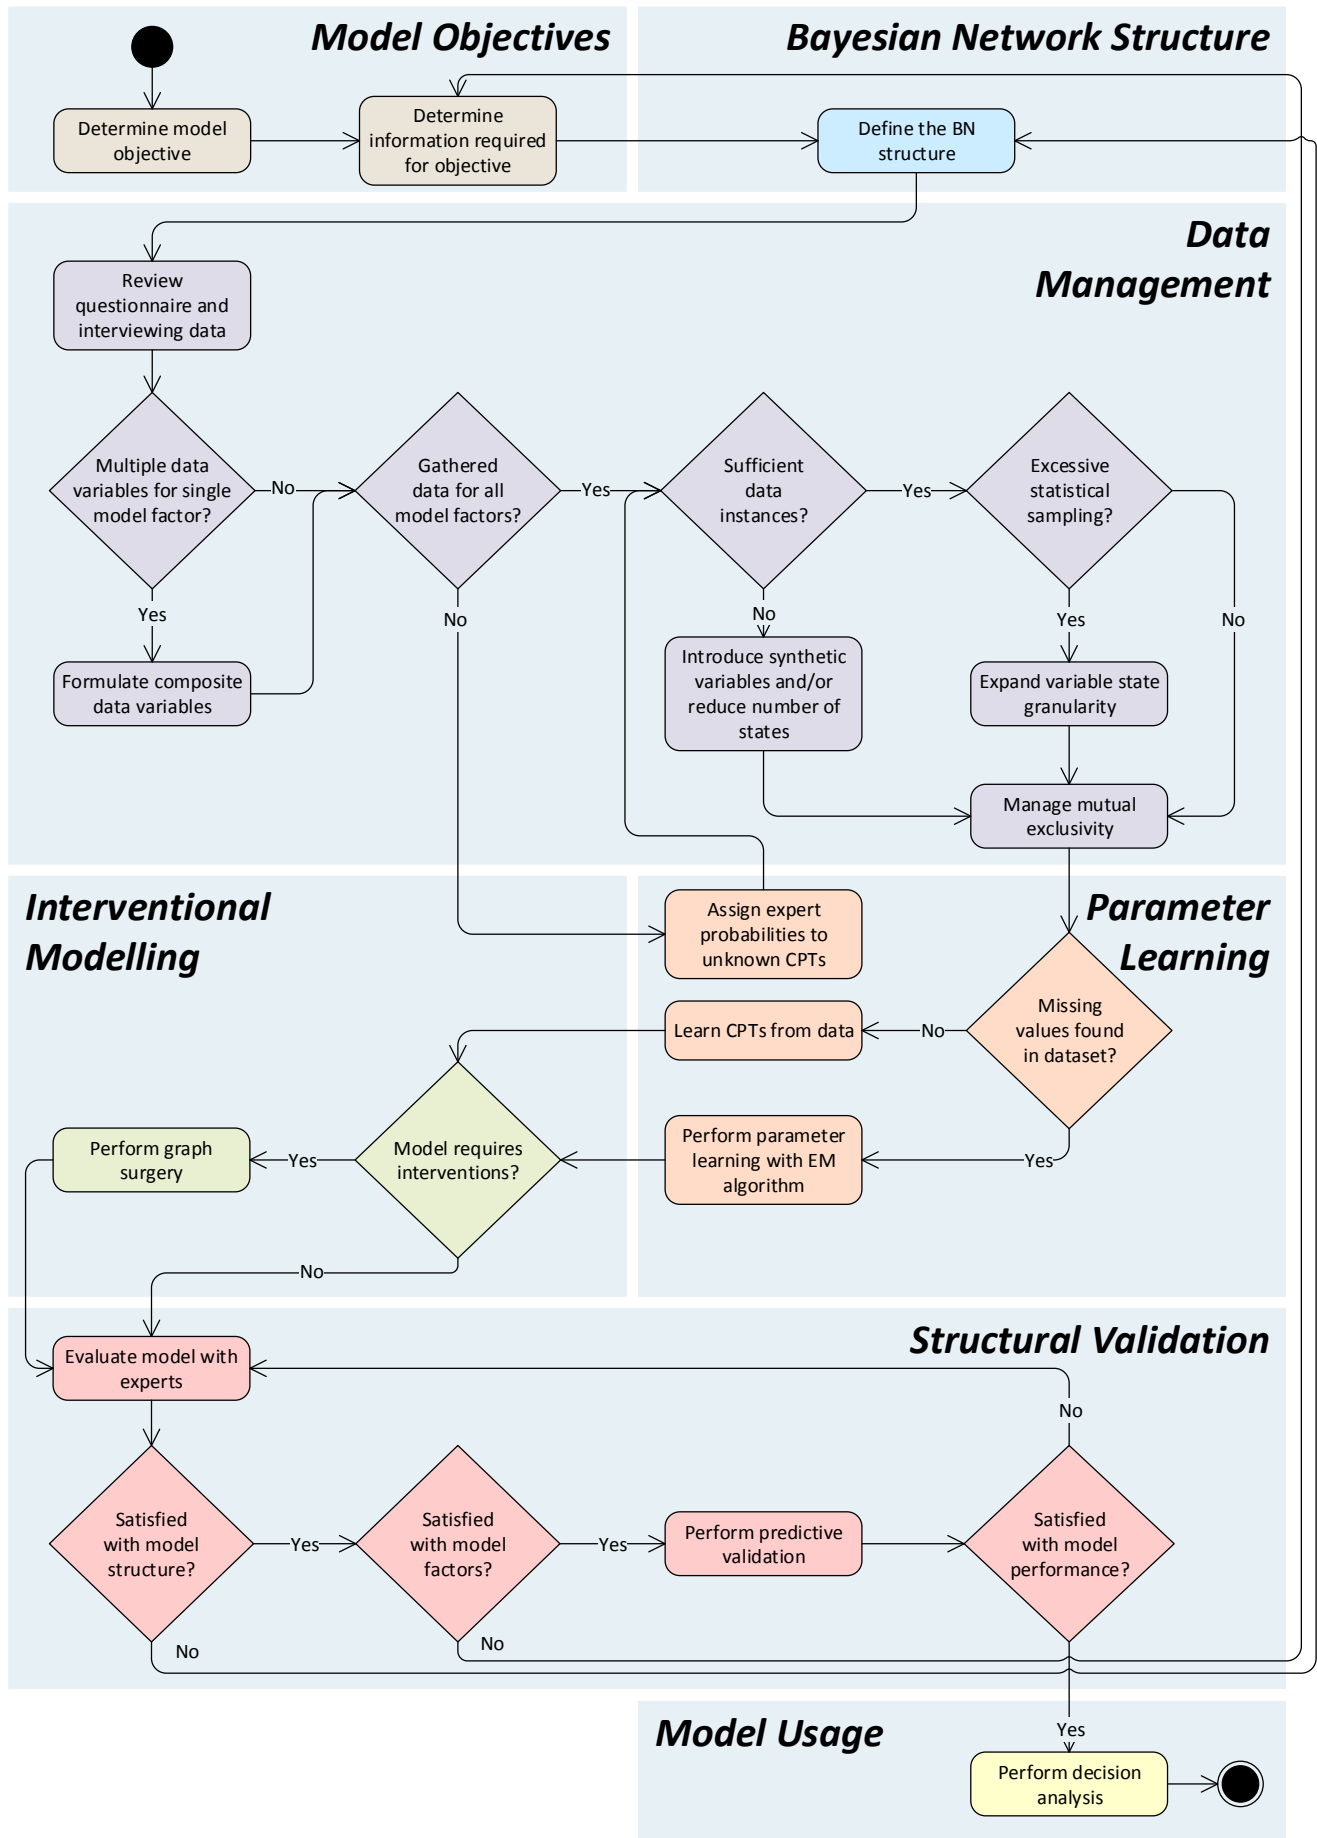 Model Objectives
Bayesian Network Structure
Determine model
objective
Determine
information required
for objective
Define the BN
structure
Data
Management
Review
questionnaire and
interviewing data
Multiple data
variables for single
model factor?
No
Gathered
data for all
model factors?
Yes
Sufficient
data
instances?
Yes
Excessive
statistical
sampling?
Yes
No
No
Yes
No
Formulate composite
data variables
Introduce synthetic
variables and/or
reduce number of
states
Expand variable state
granularity
Manage mutual
exclusivity
Interventional
Modelling
Parameter
Learning
Assign expert
probabilities to
unknown CPTs
Missing
values found
in dataset?
No
Learn CPTs from data
Yes
Perform parameter
learning with EM
algorithm
Model requires
interventions?
Yes
Perform graph
surgery
No
Structural Validation
Evaluate model with
experts
No
Satisfied
with model
structure?
Yes
Satisfied
with model
factors?
Yes
Perform predictive
validation
Satisfied
with model
performance?
No
No
Model Usage
Yes
Perform decision
analysis